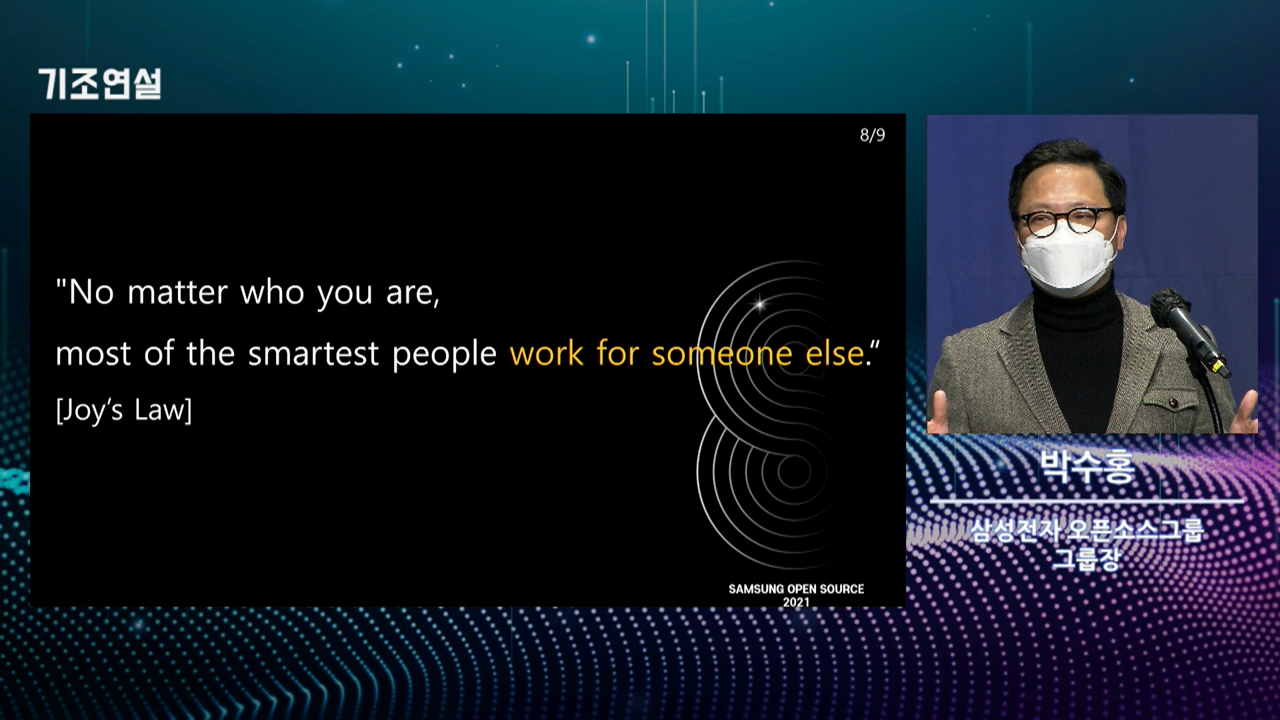 기조연설
8/9
"No matter who you are,
most of the smartest people work for someone else.“
[Joy’s Law]
SAMSUNG OPEN SOURCE
2021
박수홍
삼성전자 오픈소스그룹
그룹장